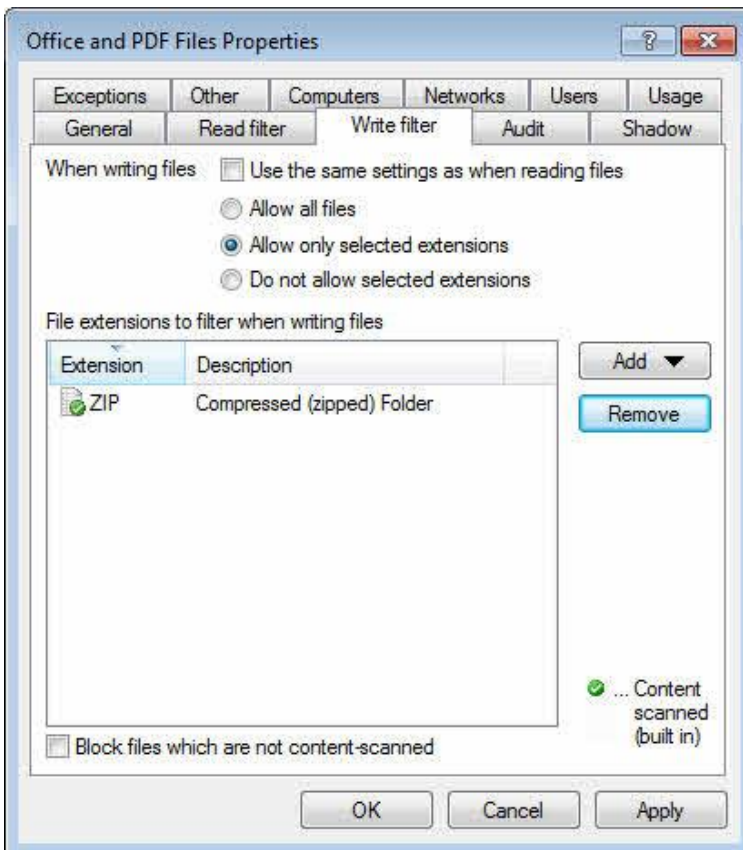 Office and PDF Files Properties
Exceptions Other Computers Networks Users Usage
General Read filter Write filter Audit Shadow
When writing files Use the same settings as when reading files
Allow all files
Allow only selected extensions
Do not allow selected extensions
File extensions to filter when writing files
Extension Description
Add
ZIP Compressed (zipped) Folder
Remove
... Content
scanned
(built in)
Block files which are not content-scanned
OK Cancel Apply